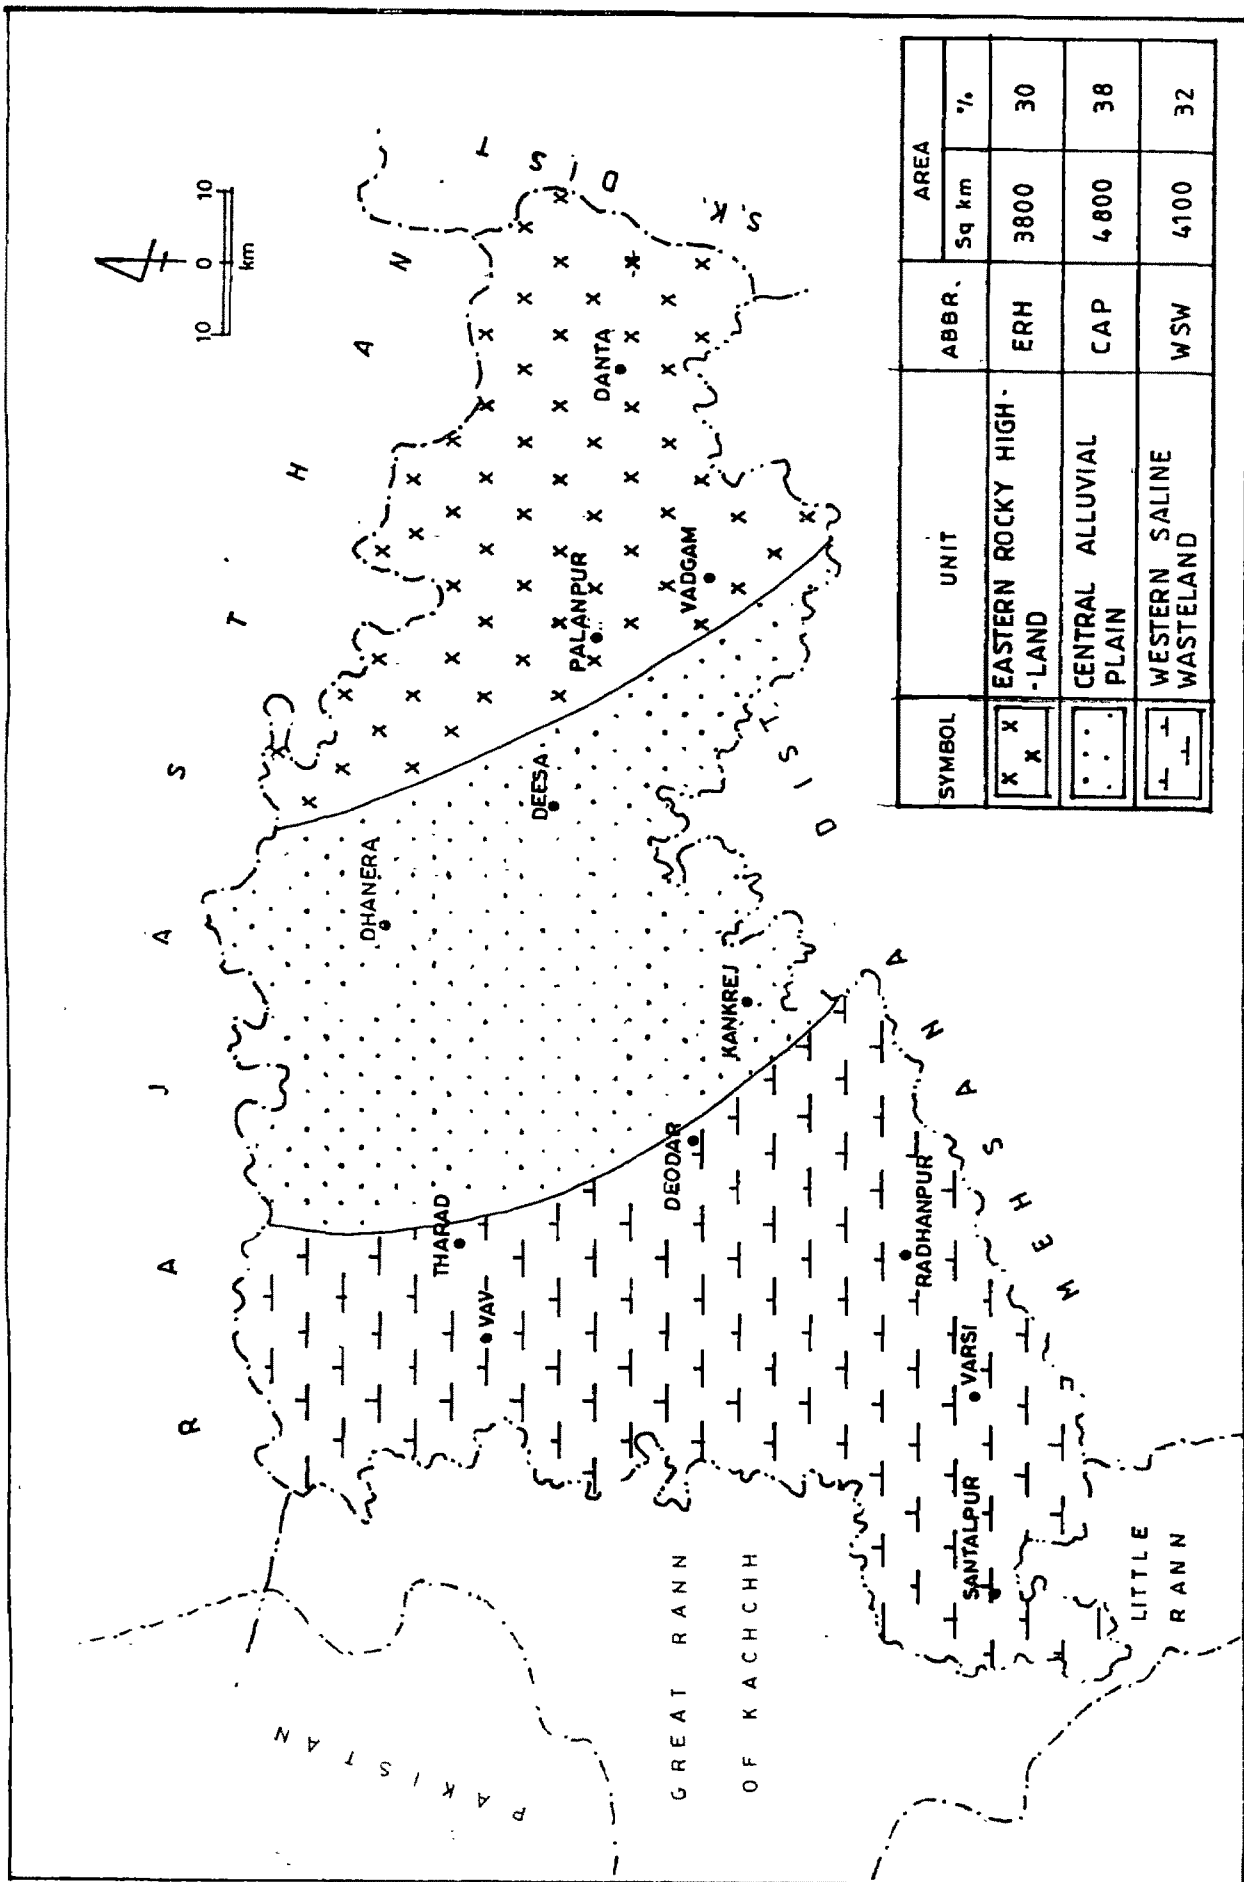 R A J A S T H A N
10 0 10
km
S.K. DIST
PAKISTAN
DHANERA
THARAD
VAV
DEESA
PALANPUR
DANTA
VADGAM
DEODAR
KANKREJ
GREAT RANN
OF KACHCHH
RADHANPUR
VARSI
SANTALPUR
MEHSANA DIST.
LITTLE
RANN
SYMBOL UNIT ABBR. AREA
Sq km %
EASTERN ROCKY HIGH- ERH 3800 30
-LAND
CENTRAL ALLUVIAL CAP 4800 38
PLAIN
WESTERN SALINE WSW 4100 32
WASTELAND